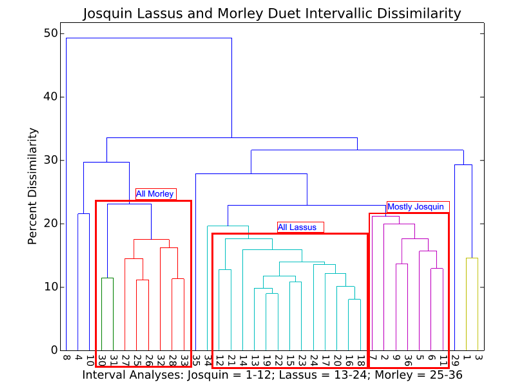 Josquin Lassus and Morley Duet Intervallic Dissimilarity
50
40
30
20
10
0
Percent Dissimilarity
All Morley
All Lassus
Mostly Josquin
8 4 10 30 31 27 25 26 32 28 33 35 34 12 21 14 13 19 22 15 23 24 17 20 16 18 7 2 9 36 5 6 11 29 1 3
Interval Analyses: Josquin = 1-12; Lassus = 13-24; Morley = 25-36